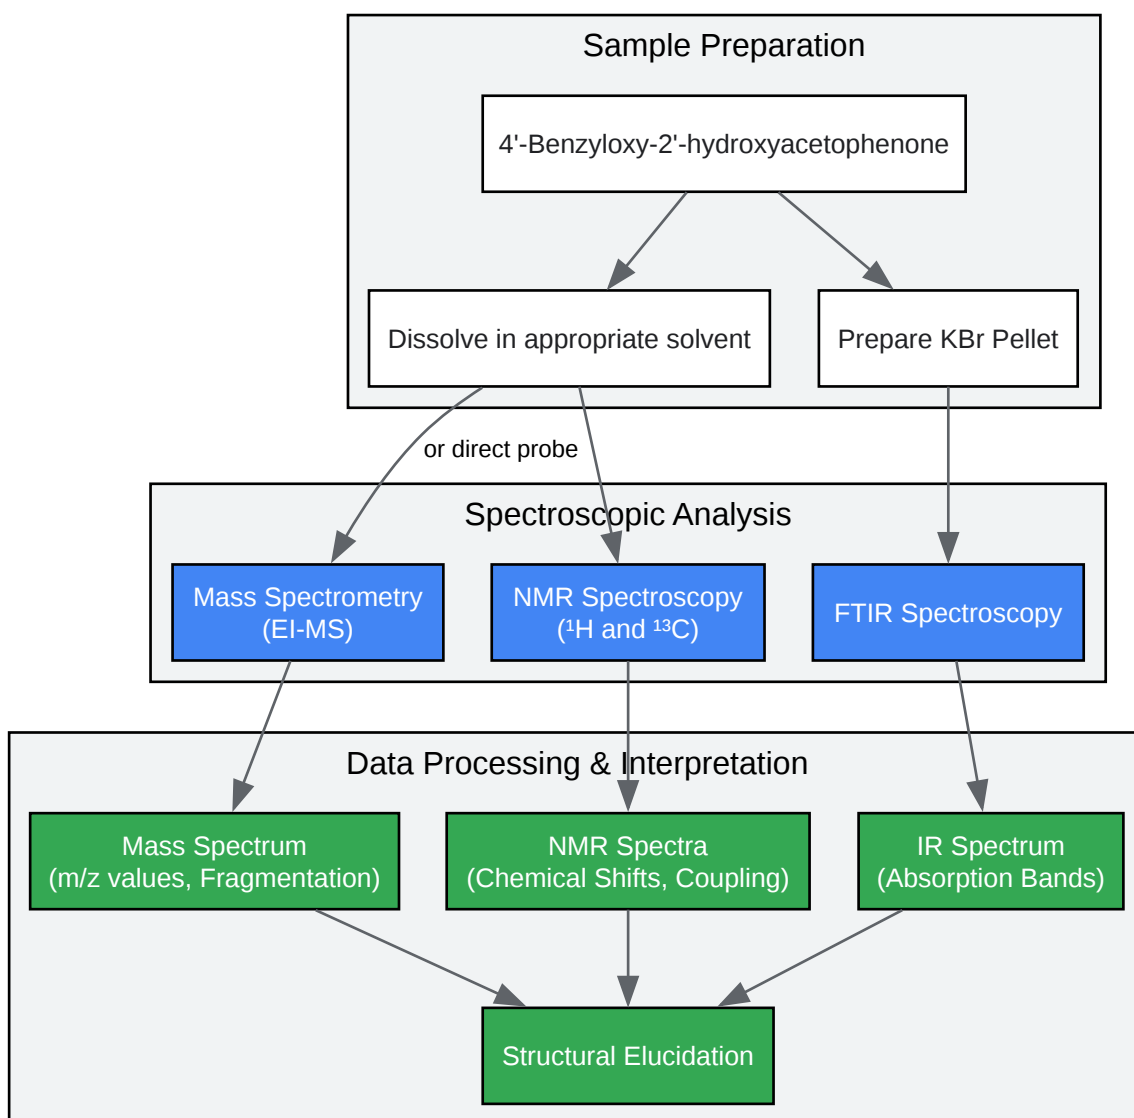 Sample Preparation
4'-Benzyloxy-2'-hydroxyacetophenone
Dissolve in appropriate solvent
Prepare KBr Pellet
or direct probe
Spectroscopic Analysis
Mass Spectrometry
(EI-MS)
NMR Spectroscopy
(¹H and ¹³C)
FTIR Spectroscopy
Data Processing & Interpretation
Mass Spectrum
(m/z values, Fragmentation)
NMR Spectra
(Chemical Shifts, Coupling)
IR Spectrum
(Absorption Bands)
Structural Elucidation